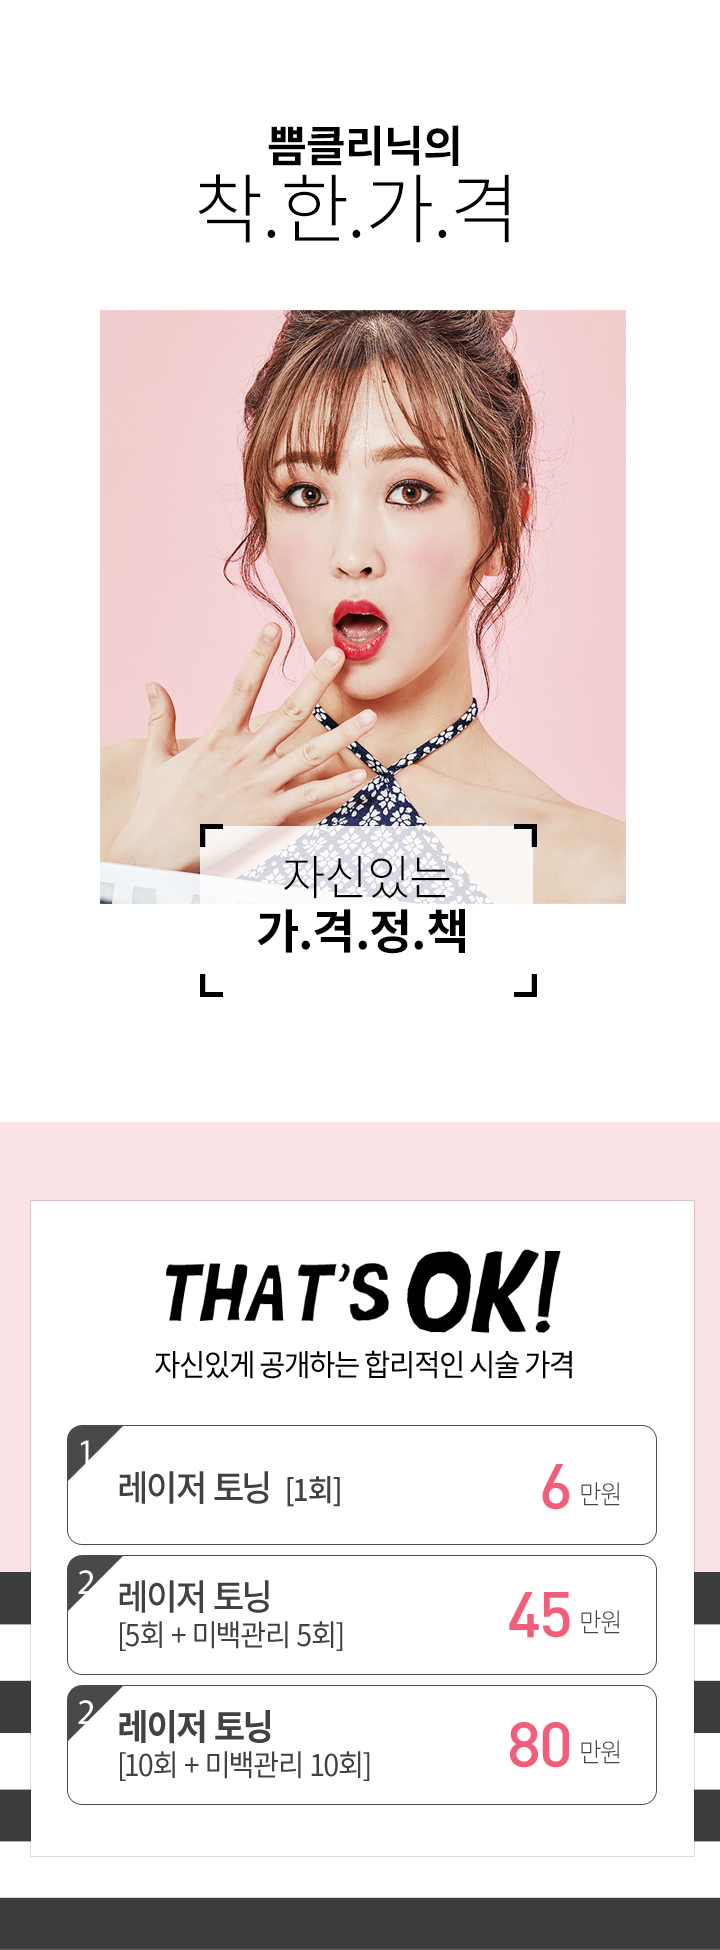 쁨클리닉의
착.한.가.격
자신있는
가.격.정.책
THAT'S OK!
자신있게 공개하는 합리적인 시술 가격
1
레이저 토닝 [1회] 6 만원
2
레이저 토닝
[5회 + 미백관리 5회] 45 만원
2
레이저 토닝
[10회 + 미백관리 10회] 80 만원